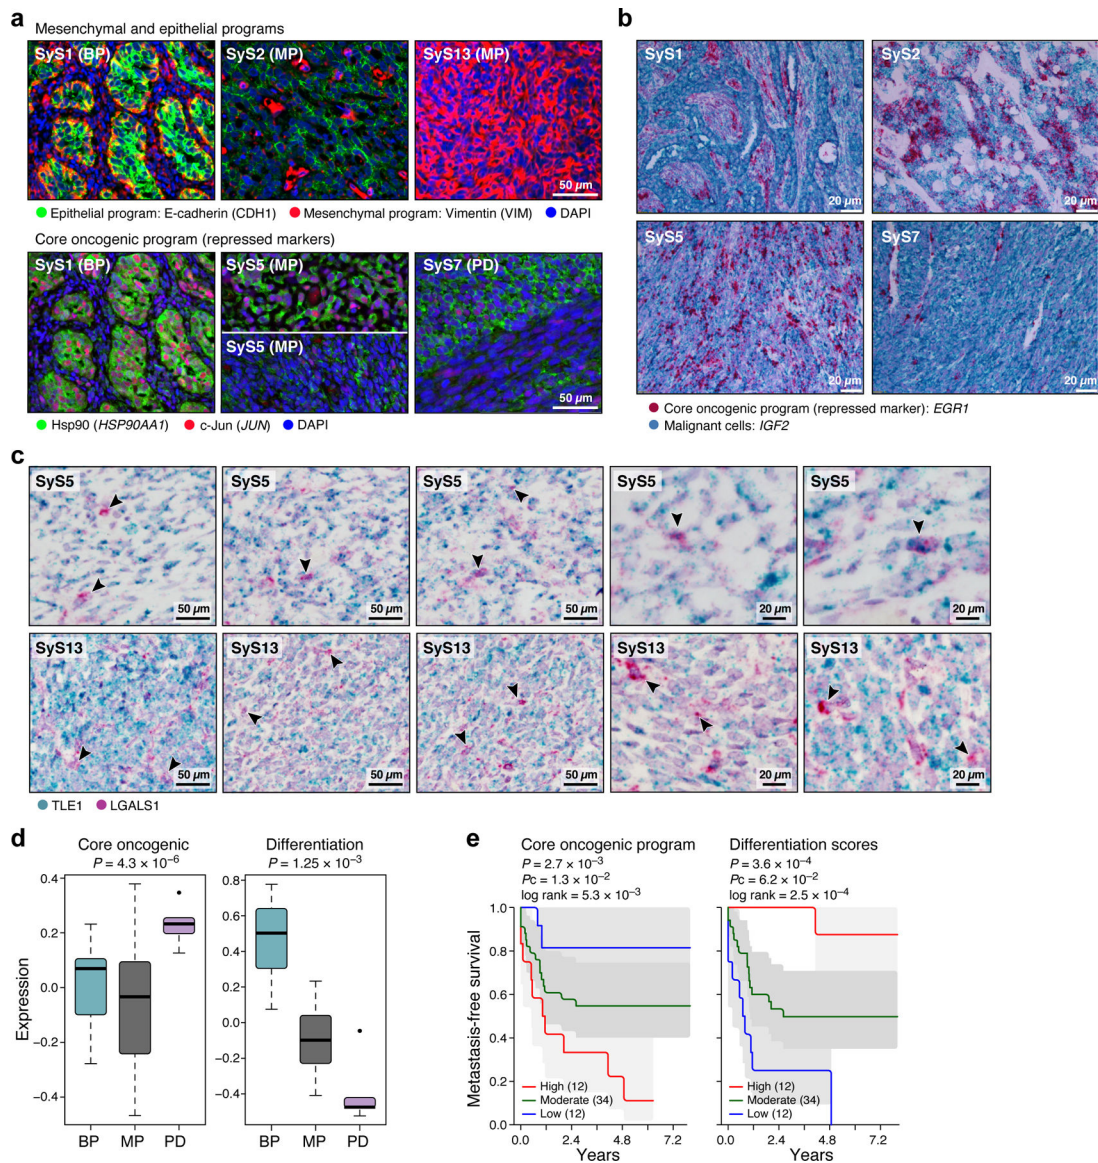 a
Mesenchymal and epithelial programs
SyS1 (BP)
SyS2 (MP)
SyS13 (MP)
50 µm
Epithelial program: E-cadherin (CDH1)
Mesenchymal program: Vimentin (VIM)
DAPI
Core oncogenic program (repressed markers)
SyS1 (BP)
SyS5 (MP)
SyS7 (PD)
SyS5 (MP)
50 µm
Hsp90 (HSP90AA1)
c-Jun (JUN)
DAPI
b
SyS1
SyS2
20 µm
20 µm
SyS5
SyS7
20 µm
20 µm
Core oncogenic program (repressed marker): EGR1
Malignant cells: IGF2
c
SyS5
SyS5
SyS5
SyS5
SyS5
50 µm
50 µm
50 µm
20 µm
20 µm
SyS13
SyS13
SyS13
SyS13
SyS13
50 µm
50 µm
50 µm
20 µm
20 µm
TLE1
LGALS1
d
Core oncogenic
P = 4.3 × 10⁻⁶
Expression
0.4
0.2
0.0
−0.2
−0.4
BP
MP
PD
Differentiation
P = 1.25 × 10⁻³
0.8
0.6
0.4
0.2
0.0
−0.2
−0.4
BP
MP
PD
e
Core oncogenic program
P = 2.7 × 10⁻³
Pc = 1.3 × 10⁻²
log rank = 5.3 × 10⁻³
Metastasis-free survival
1.0
0.8
0.6
0.4
0.2
0
High (12)
Moderate (34)
Low (12)
0.0
2.4
4.8
7.2
Years
Differentiation scores
P = 3.6 × 10⁻⁴
Pc = 6.2 × 10⁻²
log rank = 2.5 × 10⁻⁴
High (12)
Moderate (34)
Low (12)
0.0
2.4
4.8
7.2
Years